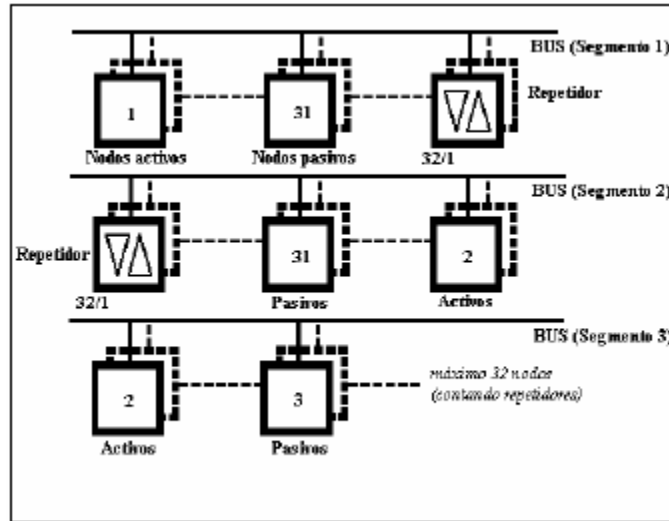 BUS (Segmento 1)
1
31
Repetidor
Nodos activos
Nodos pasivos
32/1
BUS (Segmento 2)
Repetidor
31
2
32/1
Pasivos
Activos
BUS (Segmento 3)
2
3
máximo 32 nodos
(contando repetidores)
Activos
Pasivos